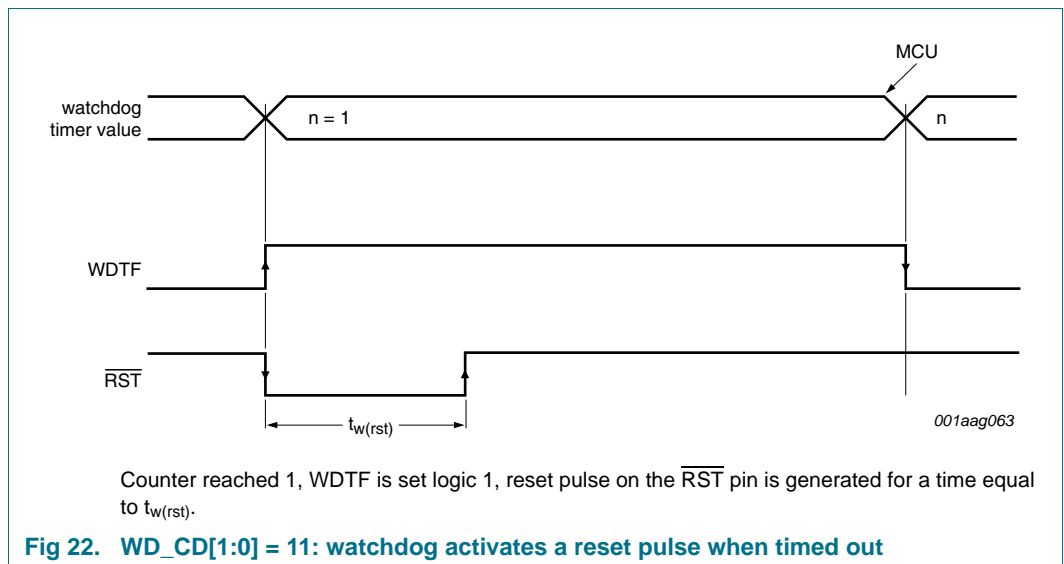 MCU
watchdog
timer value
n = 1
n
WDTF
RST
tw(rst)
001aag063
Counter reached 1, WDTF is set logic 1, reset pulse on the RST pin is generated for a time equal
to tw(rst).
Fig 22. WD_CD[1:0] = 11: watchdog activates a reset pulse when timed out